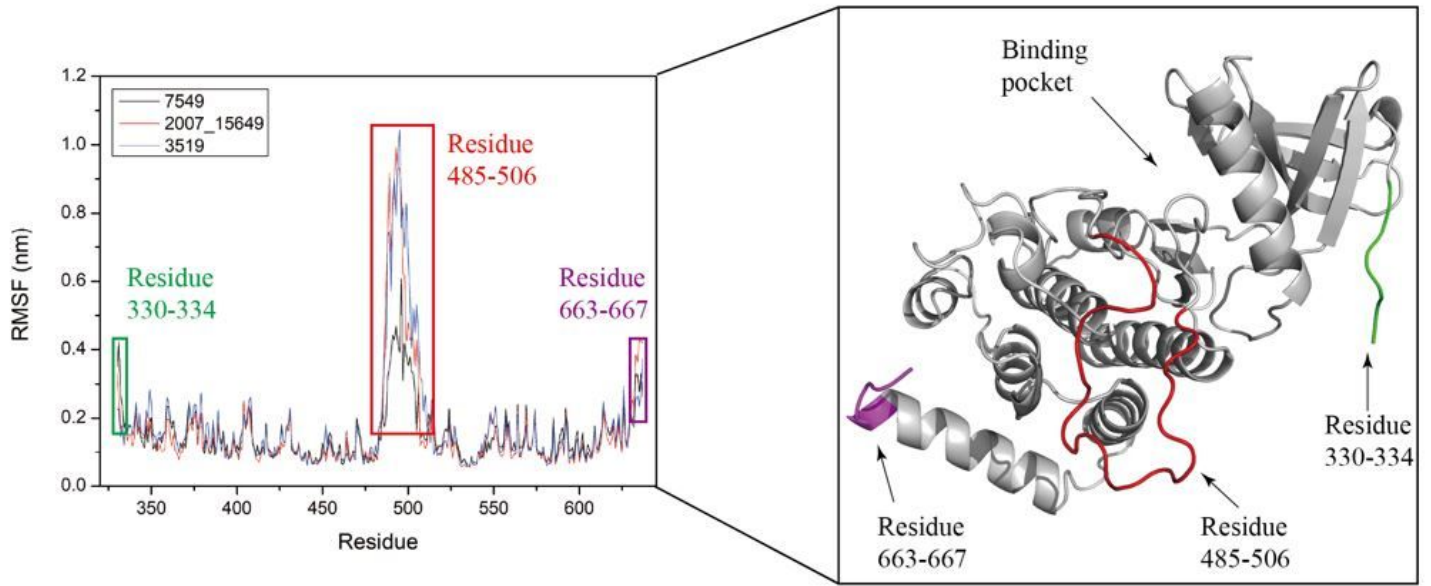 1.2
1.0
0.8
0.6
0.4
0.2
0.0
RMSF (nm)
7549
2007_15649
3519
Residue
485-506
Residue
330-334
Residue
663-667
350
400
450
500
550
600
Residue
Binding
pocket
Residue
330-334
Residue
663-667
Residue
485-506